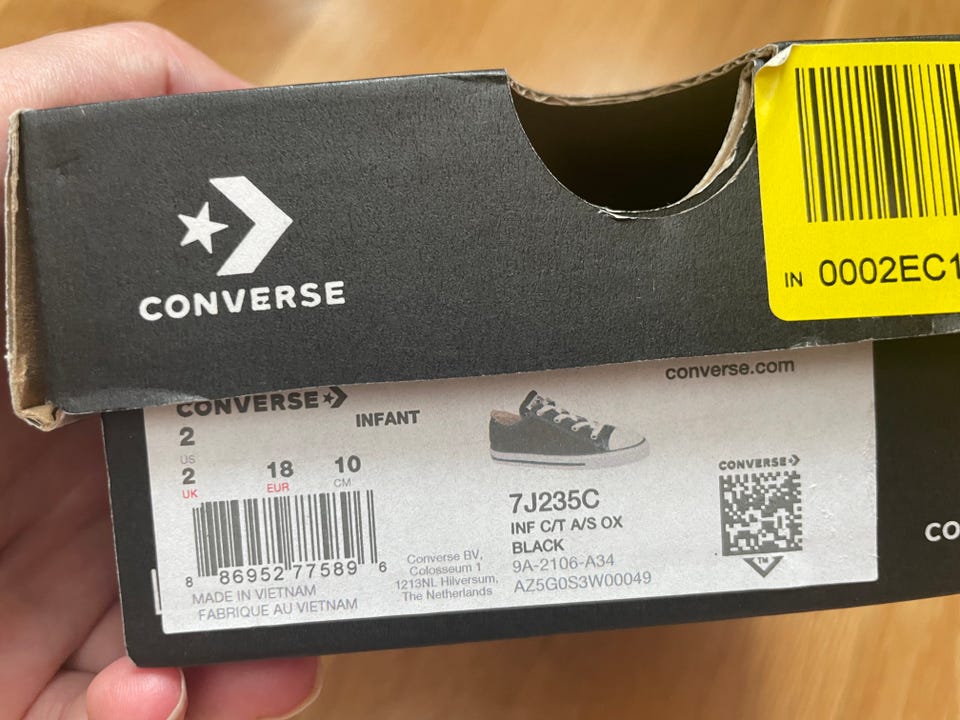 CONVERSE
IN 0002EC1
converse.com
CONVERSE
INFANT
2
US
2 18 10
UK EUR CM
8 86952 77589 6
MADE IN VIETNAM
FABRIQUE AU VIETNAM
Converse BV,
Colosseum 1
1213NL Hilversum,
The Netherlands
7J235C
INF C/T A/S OX
BLACK
9A-2106-A34
AZ5G0S3W00049
CONVERSE
TM
CO